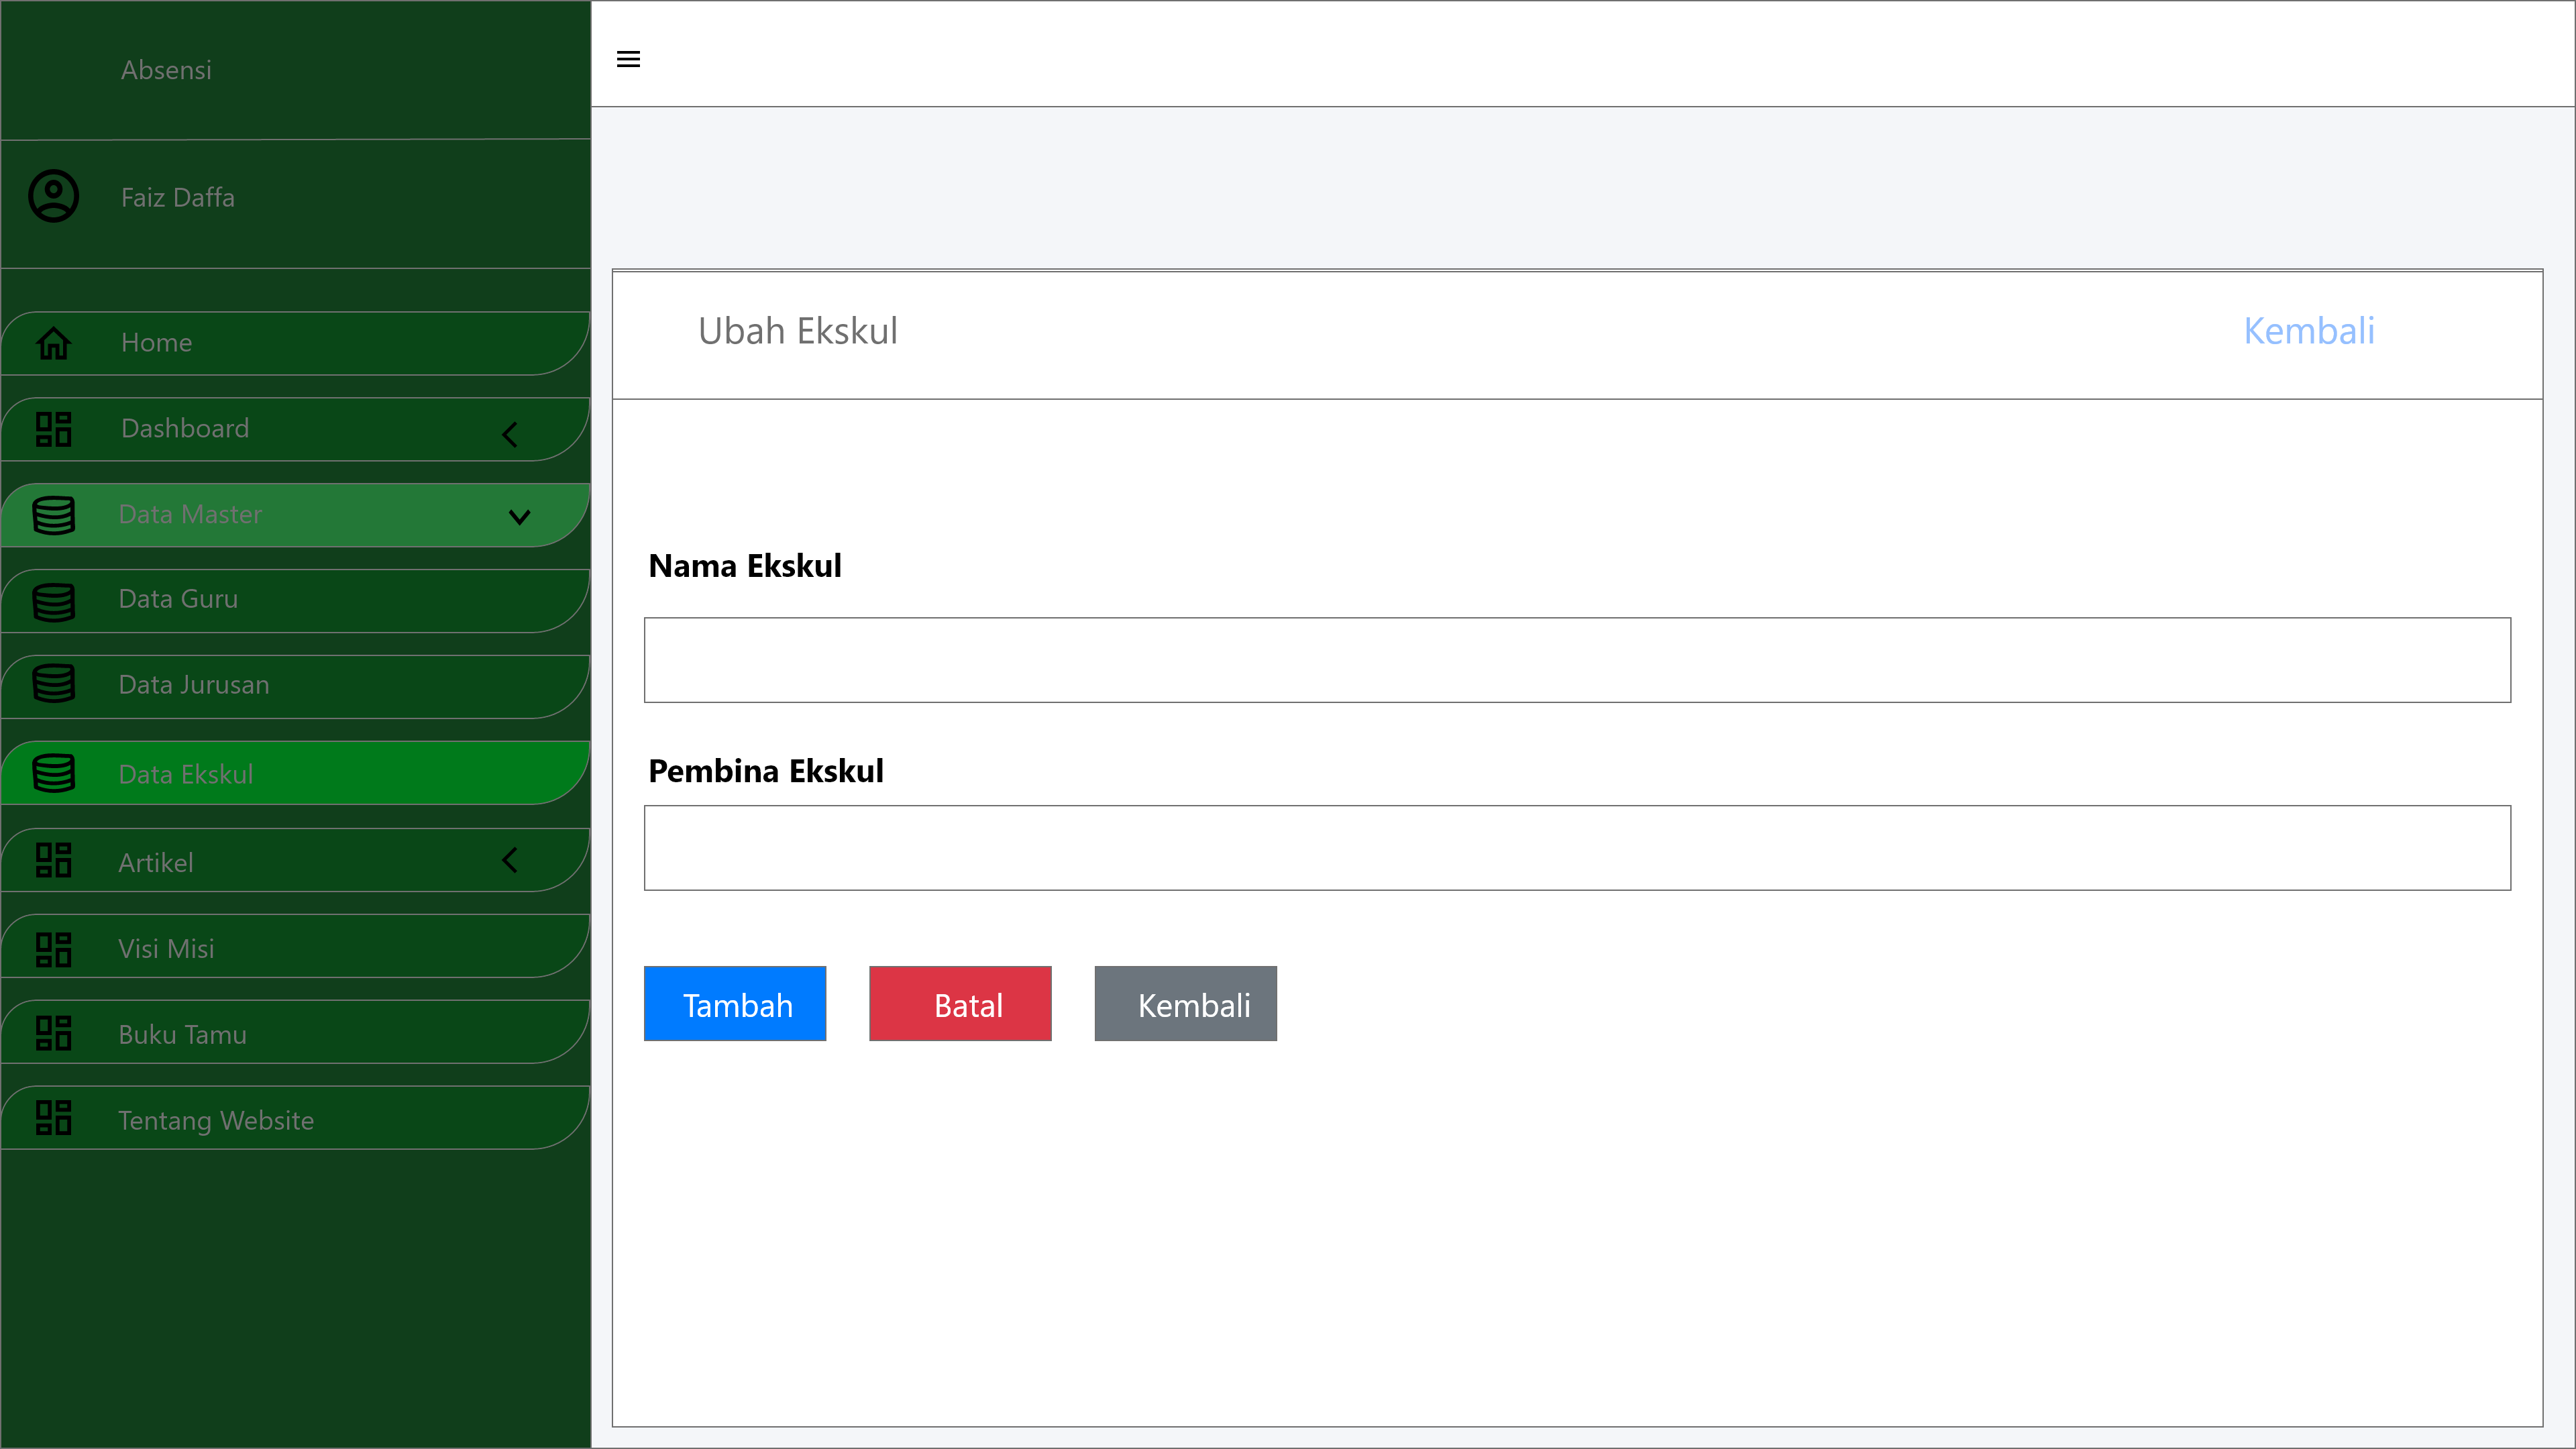 Absensi
Faiz Daffa
Home
Dashboard
Data Master
Data Guru
Data Jurusan
Data Ekskul
Artikel
Visi Misi
Buku Tamu
Tentang Website
Ubah Ekskul
Kembali
Nama Ekskul
Pembina Ekskul
Tambah
Batal
Kembali